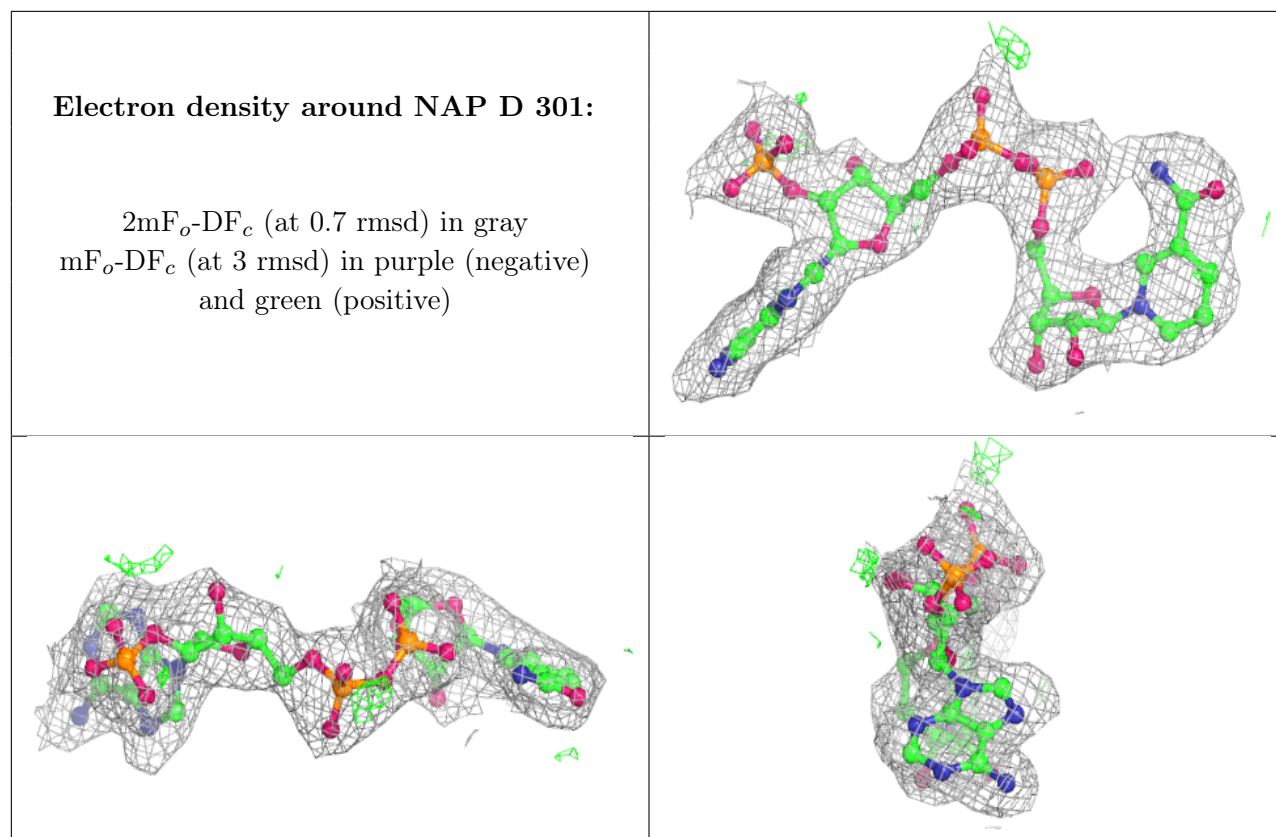 Electron density around NAP D 301:
2mFₒ-DF𝒸 (at 0.7 rmsd) in gray
mFₒ-DF𝒸 (at 3 rmsd) in purple (negative)
and green (positive)